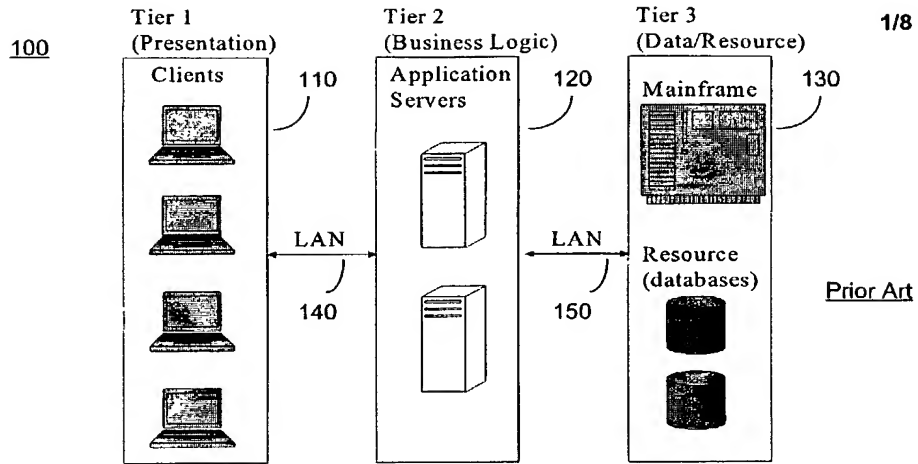 1/8
100
Tier 1
(Presentation)
Clients
110
Tier 2
(Business Logic)
Application
Servers
120
Tier 3
(Data/Resource)
Mainframe
130
LAN
140
LAN
150
Resource
(databases)
Prior Art